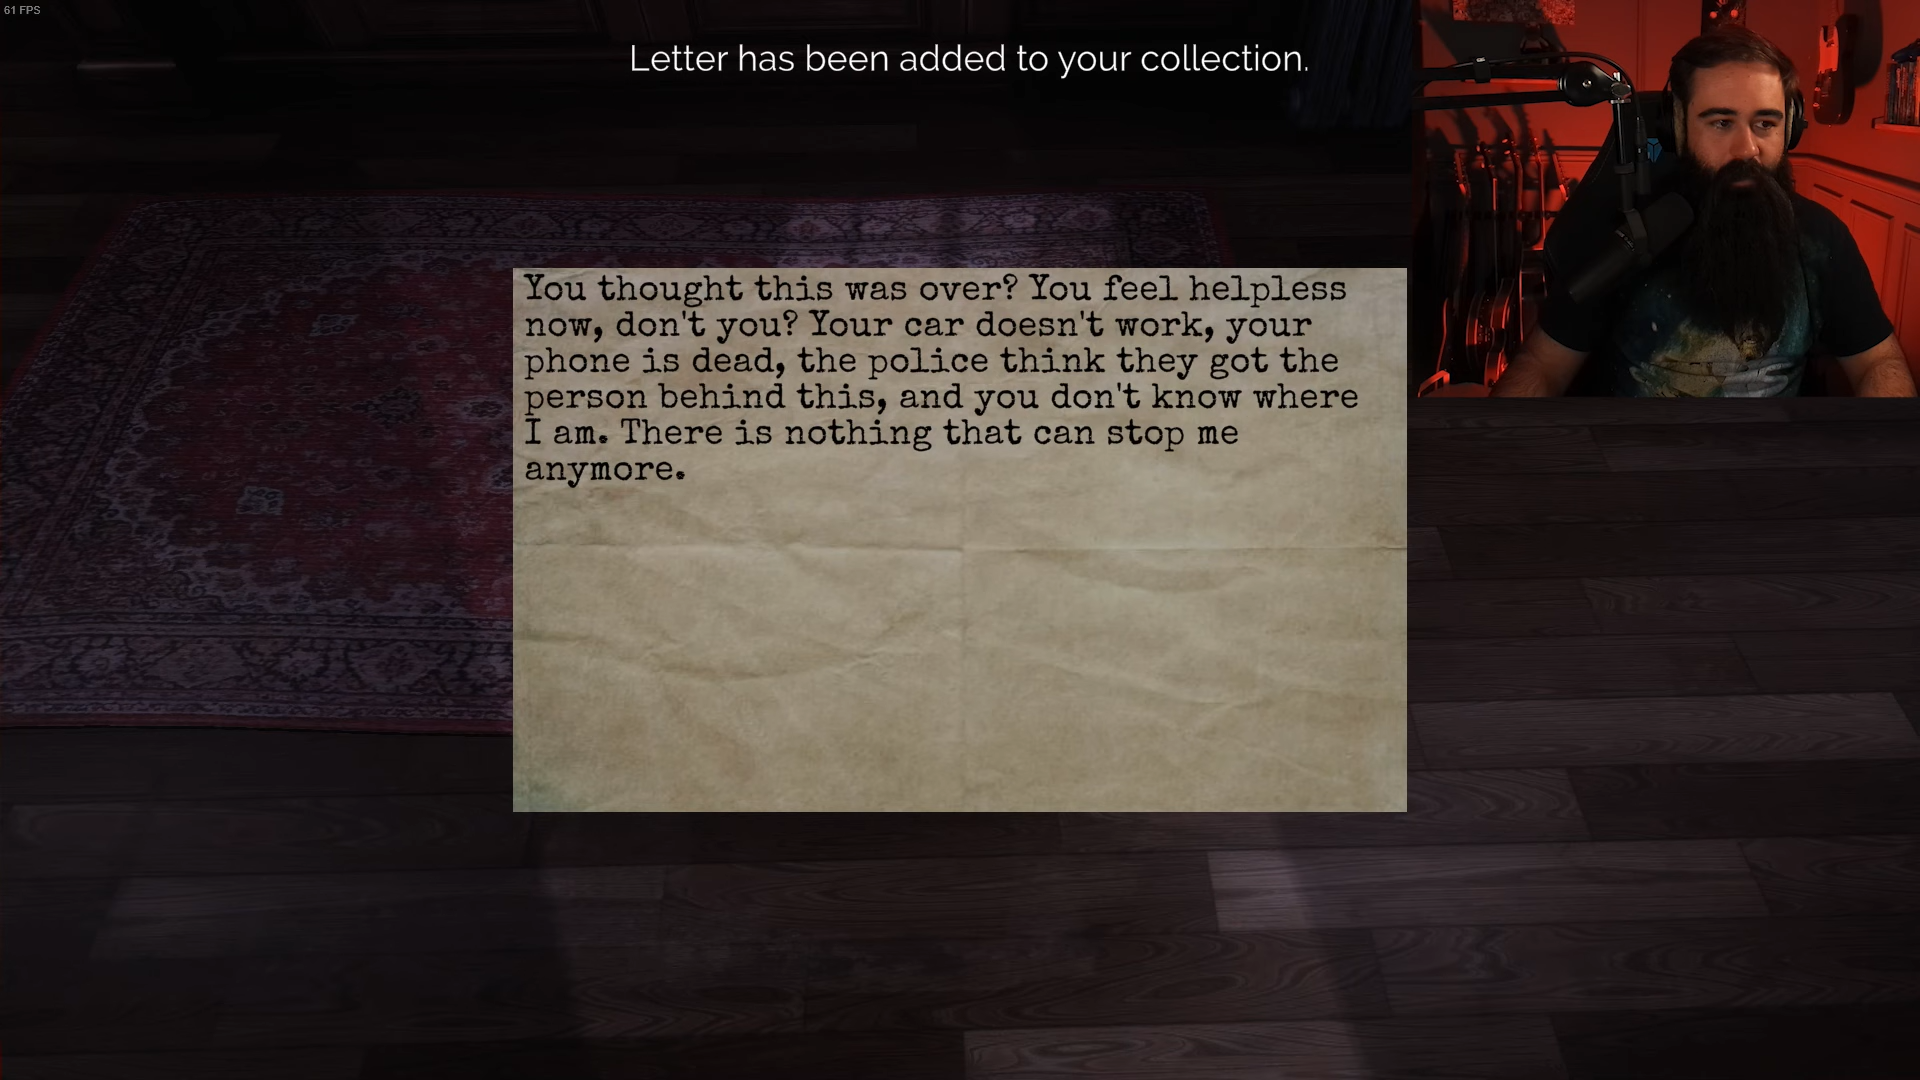 61 FPS
Letter has been added to your collection.
You thought this was over? You feel helpless
now, don't you? Your car doesn't work, your
phone is dead, the police think they got the
person behind this, and you don't know where
I am. There is nothing that can stop me
anymore.